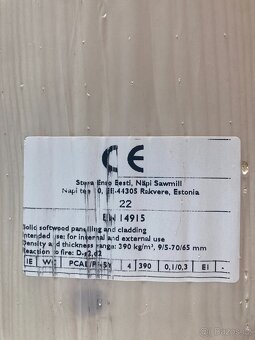 CE
Stora Enso Eesti, Näpi Sawmill
Näpi tee 10, EE-44305 Rakvere, Estonia
22
EN 14915
Solid softwood panelling and cladding
Intended use: for internal and external use
Density and thickness range: 390 kg/m³, 9/5-70/65 mm
Reaction to fire: D-s2,d2
4 390 0,1/0,3 E1 -